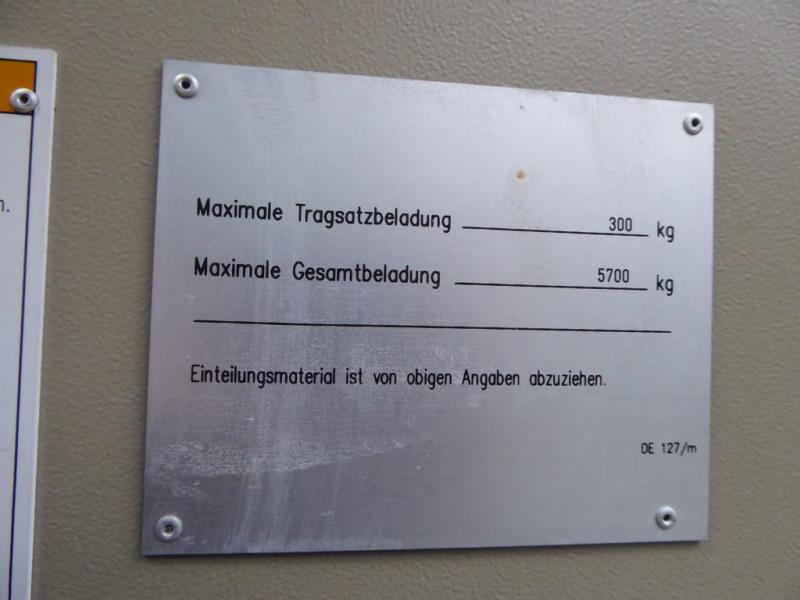 Maximale Tragsatzbeladung 300 kg
Maximale Gesamtbeladung 5700 kg
Einteilungsmaterial ist von obigen Angaben abzuziehen.
DE 127/m